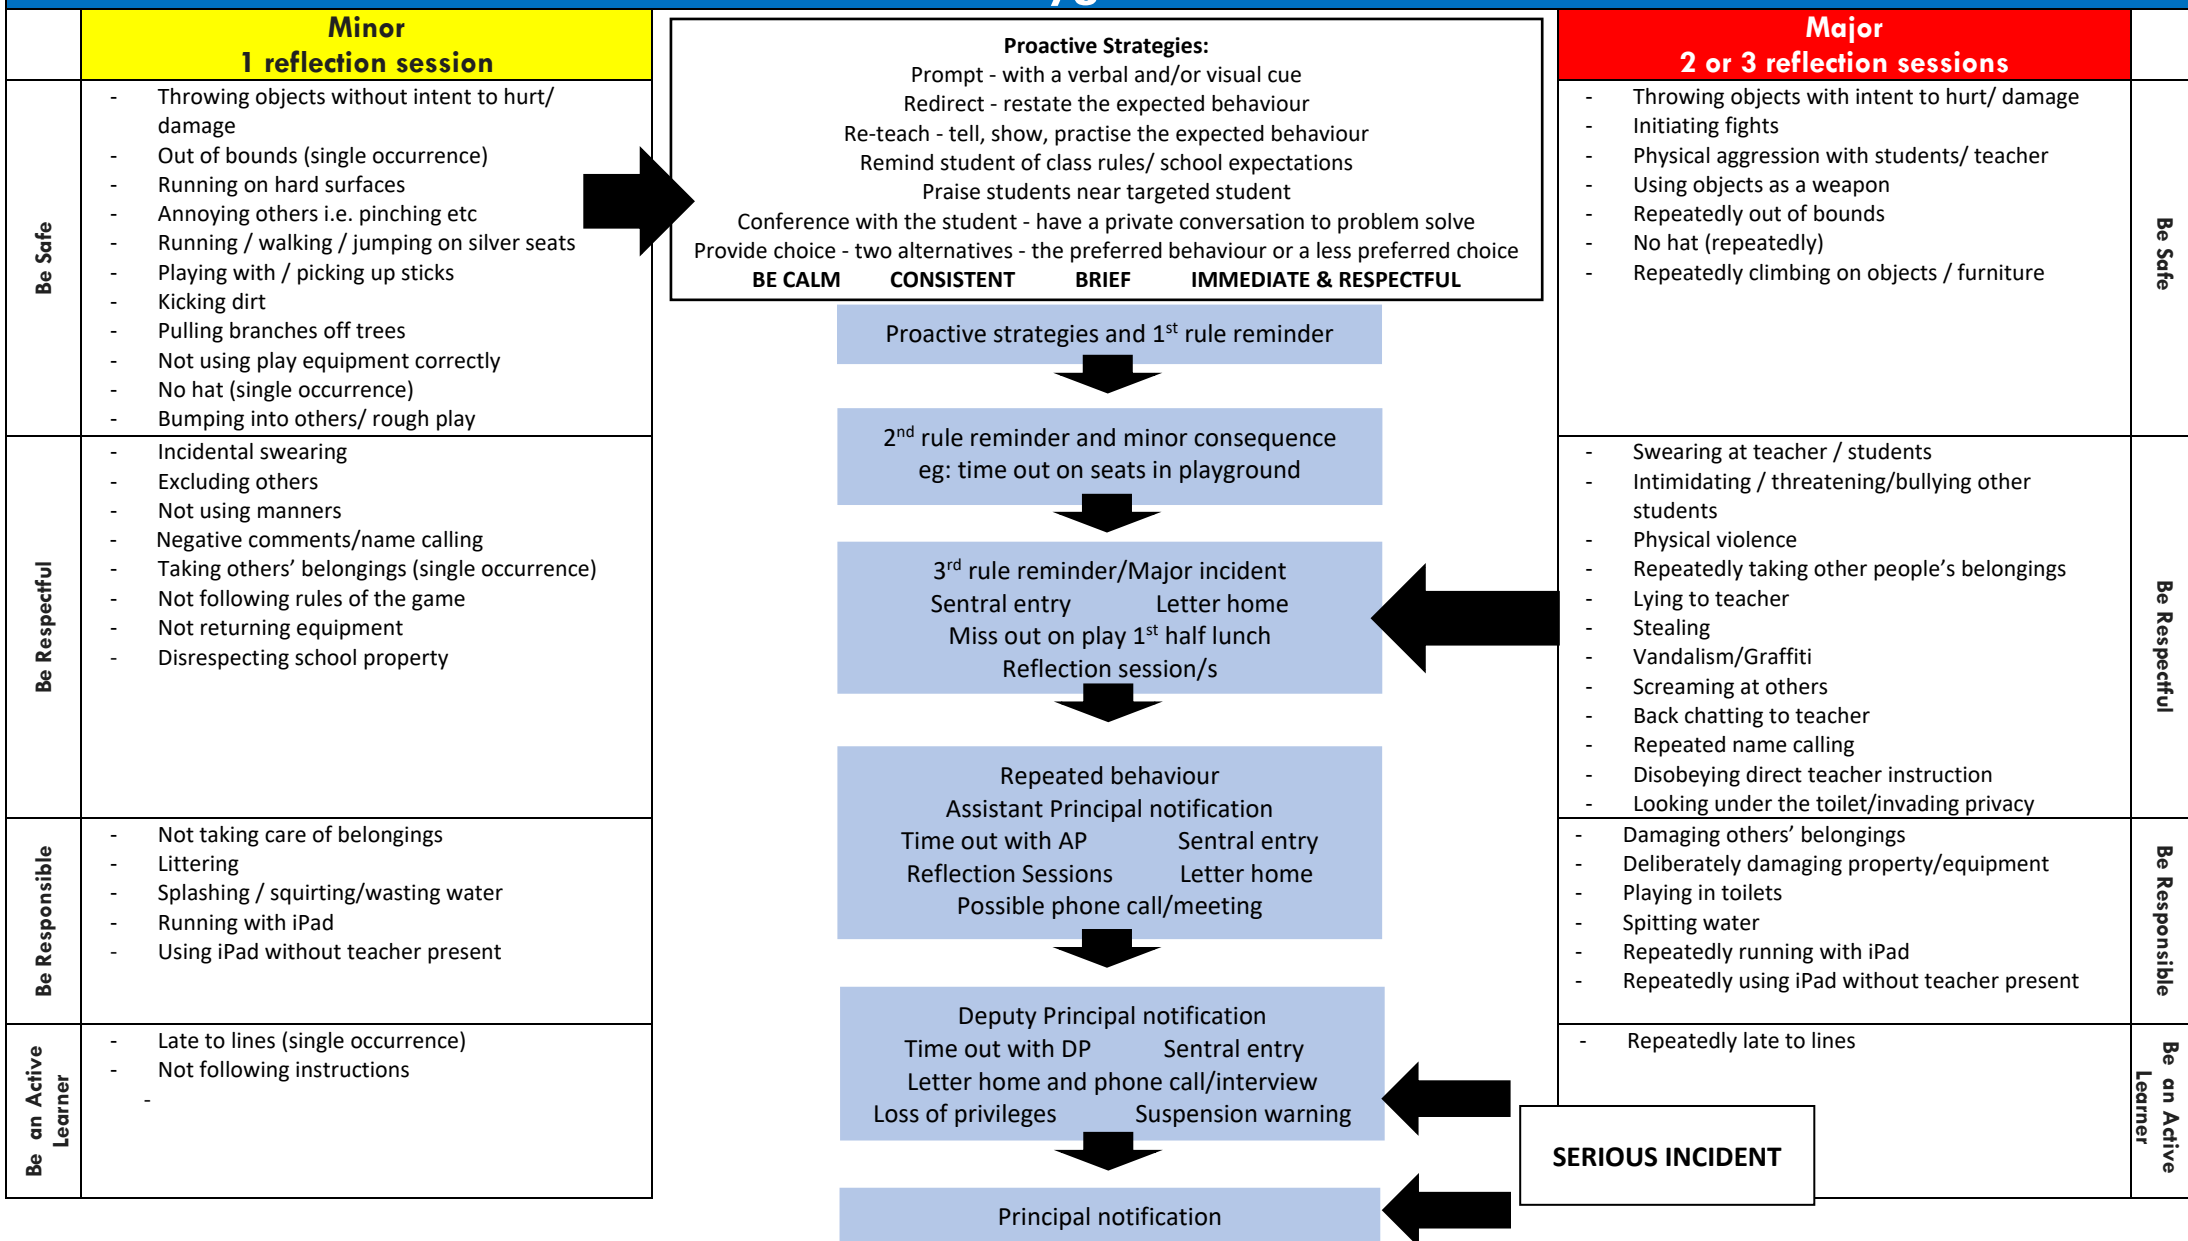 Minor
1 reflection session
Be Safe
- Throwing objects without intent to hurt/
damage
- Out of bounds (single occurrence)
- Running on hard surfaces
- Annoying others i.e. pinching etc
- Running / walking / jumping on silver seats
- Playing with / picking up sticks
- Kicking dirt
- Pulling branches off trees
- Not using play equipment correctly
- No hat (single occurrence)
- Bumping into others/ rough play
Be Respectful
- Incidental swearing
- Excluding others
- Not using manners
- Negative comments/name calling
- Taking others’ belongings (single occurrence)
- Not following rules of the game
- Not returning equipment
- Disrespecting school property
Be Responsible
- Not taking care of belongings
- Littering
- Splashing / squirting/wasting water
- Running with iPad
- Using iPad without teacher present
Be an Active
Learner
- Late to lines (single occurrence)
- Not following instructions
-
Proactive Strategies:
Prompt - with a verbal and/or visual cue
Redirect - restate the expected behaviour
Re-teach - tell, show, practise the expected behaviour
Remind student of class rules/ school expectations
Praise students near targeted student
Conference with the student - have a private conversation to problem solve
Provide choice - two alternatives - the preferred behaviour or a less preferred choice
BE CALM CONSISTENT BRIEF IMMEDIATE & RESPECTFUL
Proactive strategies and 1st rule reminder
2nd rule reminder and minor consequence
eg: time out on seats in playground
3rd rule reminder/Major incident
Sentral entry Letter home
Miss out on play 1st half lunch
Reflection session/s
Repeated behaviour
Assistant Principal notification
Time out with AP Sentral entry
Reflection Sessions Letter home
Possible phone call/meeting
Deputy Principal notification
Time out with DP Sentral entry
Letter home and phone call/interview
Loss of privileges Suspension warning
Principal notification
Major
2 or 3 reflection sessions
- Throwing objects with intent to hurt/ damage
- Initiating fights
- Physical aggression with students/ teacher
- Using objects as a weapon
- Repeatedly out of bounds
- No hat (repeatedly)
- Repeatedly climbing on objects / furniture
Be Safe
- Swearing at teacher / students
- Intimidating / threatening/bullying other
students
- Physical violence
- Repeatedly taking other people’s belongings
- Lying to teacher
- Stealing
- Vandalism/Graffiti
- Screaming at others
- Back chatting to teacher
- Repeated name calling
- Disobeying direct teacher instruction
- Looking under the toilet/invading privacy
Be Respectful
- Damaging others’ belongings
- Deliberately damaging property/equipment
- Playing in toilets
- Spitting water
- Repeatedly running with iPad
- Repeatedly using iPad without teacher present
Be Responsible
- Repeatedly late to lines
Be an Active
Learner
SERIOUS INCIDENT